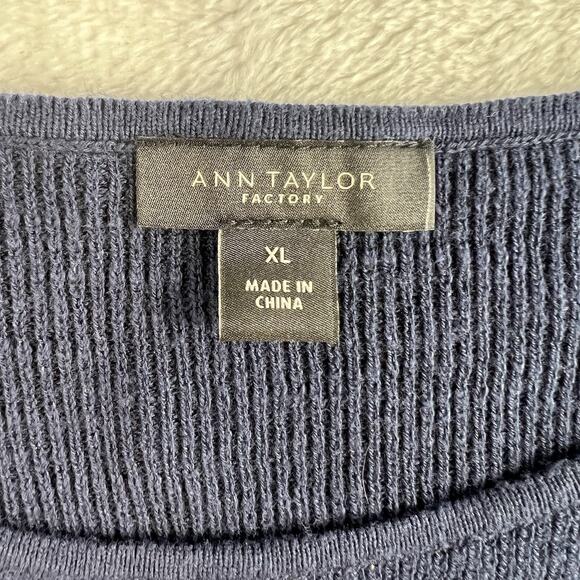 ANN TAYLOR
FACTORY
XL
MADE IN
CHINA